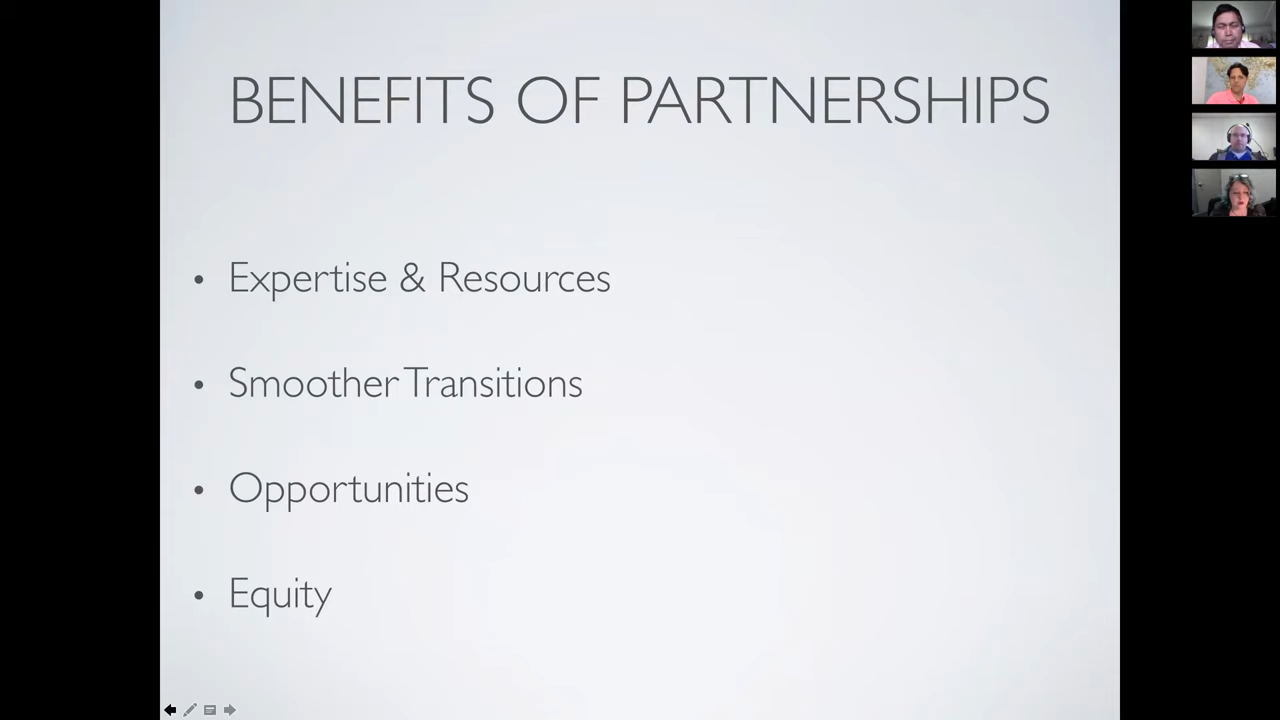 BENEFITS OF PARTNERSHIPS
• Expertise & Resources
• Smoother Transitions
• Opportunities
• Equity